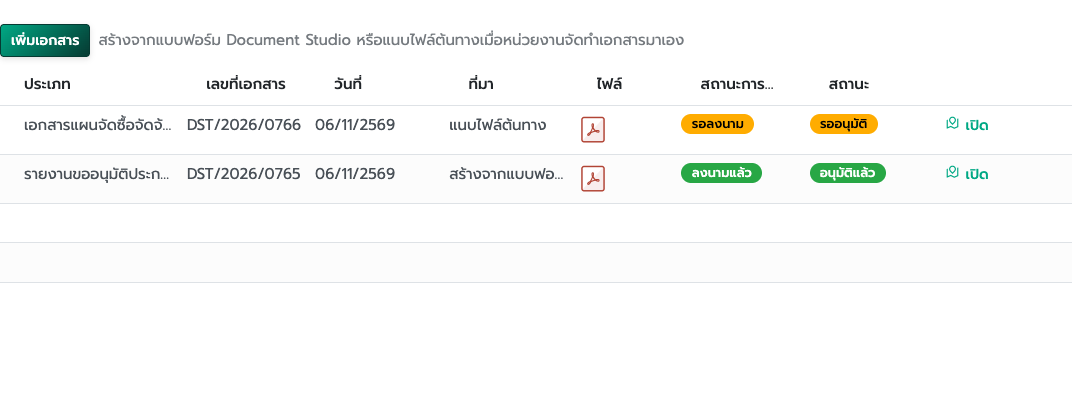 เพิ่มเอกสาร สร้างจากแบบฟอร์ม Document Studio หรือแนบไฟล์ต้นทางเมื่อหน่วยงานจัดทำเอกสารมาเอง
ประเภท เลขที่เอกสาร วันที่ ที่มา ไฟล์ สถานะการ... สถานะ
เอกสารแผนจัดซื้อจัดจ้... DST/2026/0766 06/11/2569 แนบไฟล์ต้นทาง รอลงนาม รออนุมัติ เปิด
รายงานขออนุมัติประก... DST/2026/0765 06/11/2569 สร้างจากแบบฟอ... ลงนามแล้ว อนุมัติแล้ว เปิด